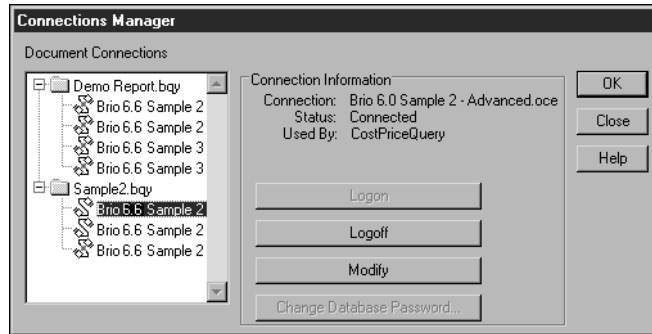 Connections Manager
Document Connections
Demo Report.bqy
Brio 6.6 Sample 2
Brio 6.6 Sample 2
Brio 6.6 Sample 3
Brio 6.6 Sample 3
Sample2.bqy
Brio 6.6 Sample 2
Brio 6.6 Sample 2
Brio 6.6 Sample 2
Connection Information
Connection: Brio 6.0 Sample 2 - Advanced.oce
Status: Connected
Used By: CostPriceQuery
Logon
Logoff
Modify
Change Database Password...
OK
Close
Help